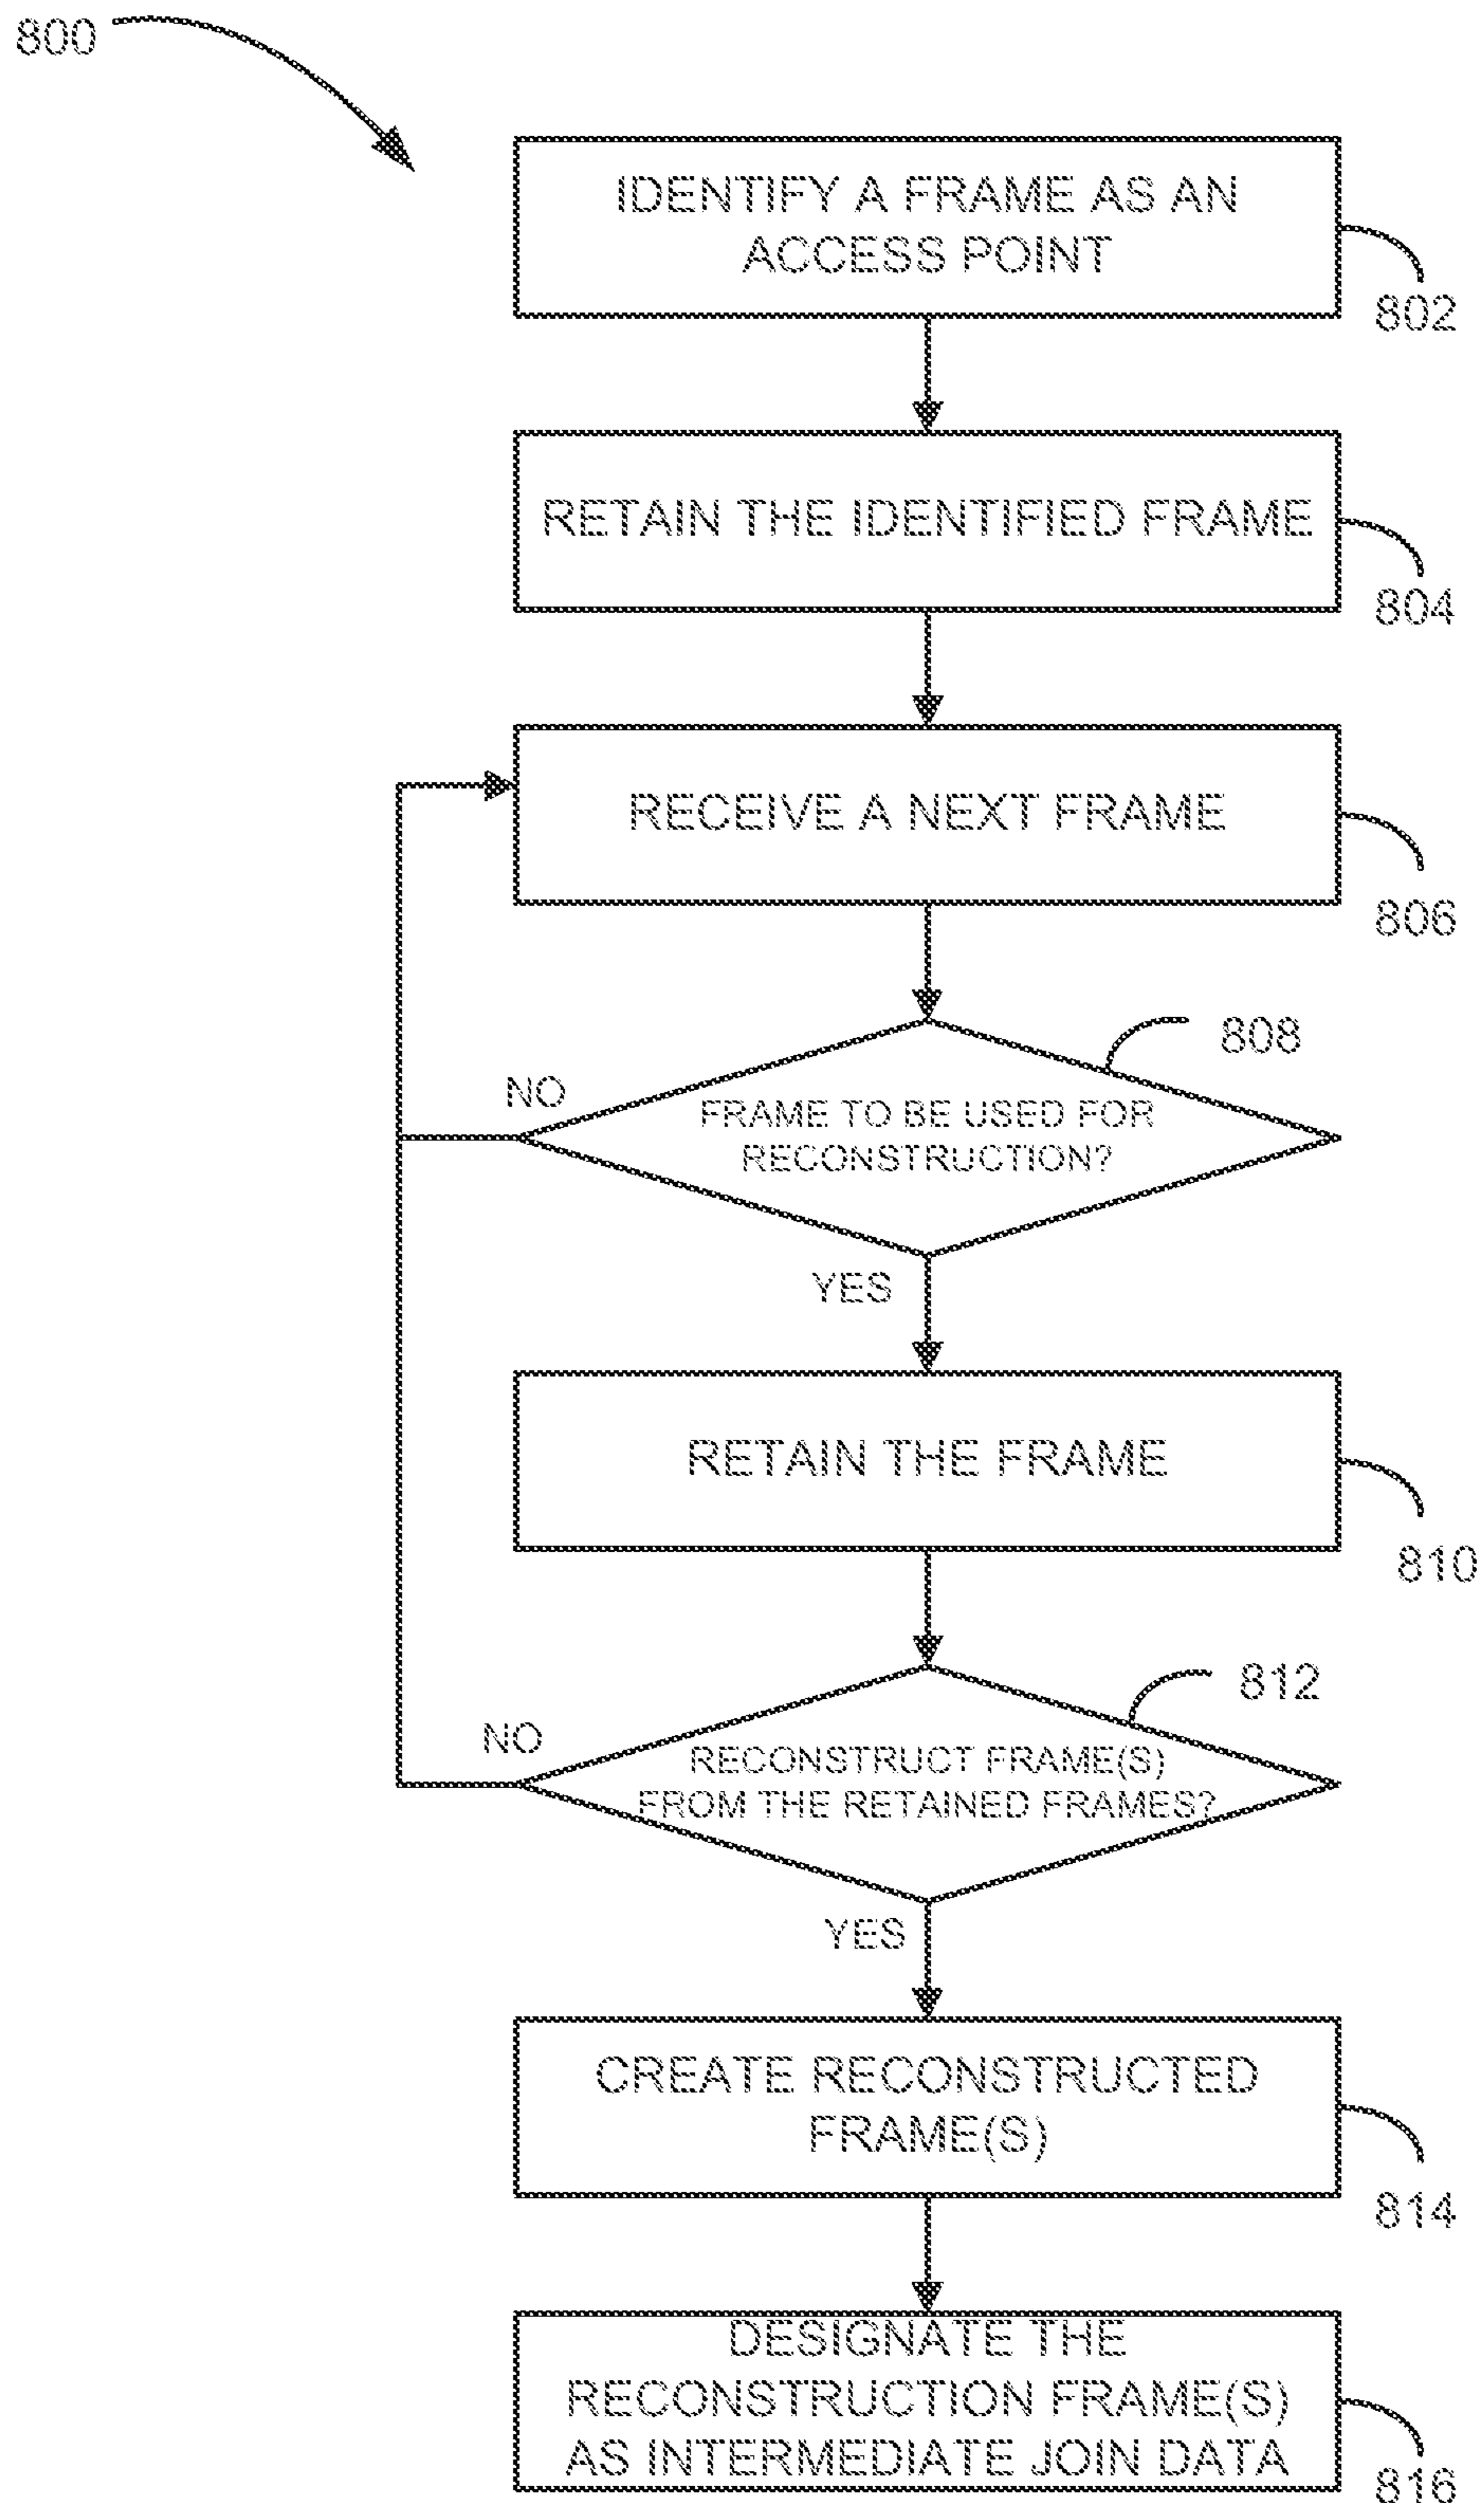 800
IDENTIFY A FRAME AS AN
ACCESS POINT
802
RETAIN THE IDENTIFIED FRAME
804
RECEIVE A NEXT FRAME
806
808
NO
FRAME TO BE USED FOR
RECONSTRUCTION?
YES
RETAIN THE FRAME
810
812
NO
RECONSTRUCT FRAME(S)
FROM THE RETAINED FRAMES?
YES
CREATE RECONSTRUCTED
FRAME(S)
814
DESIGNATE THE
RECONSTRUCTION FRAME(S)
AS INTERMEDIATE JOIN DATA
816